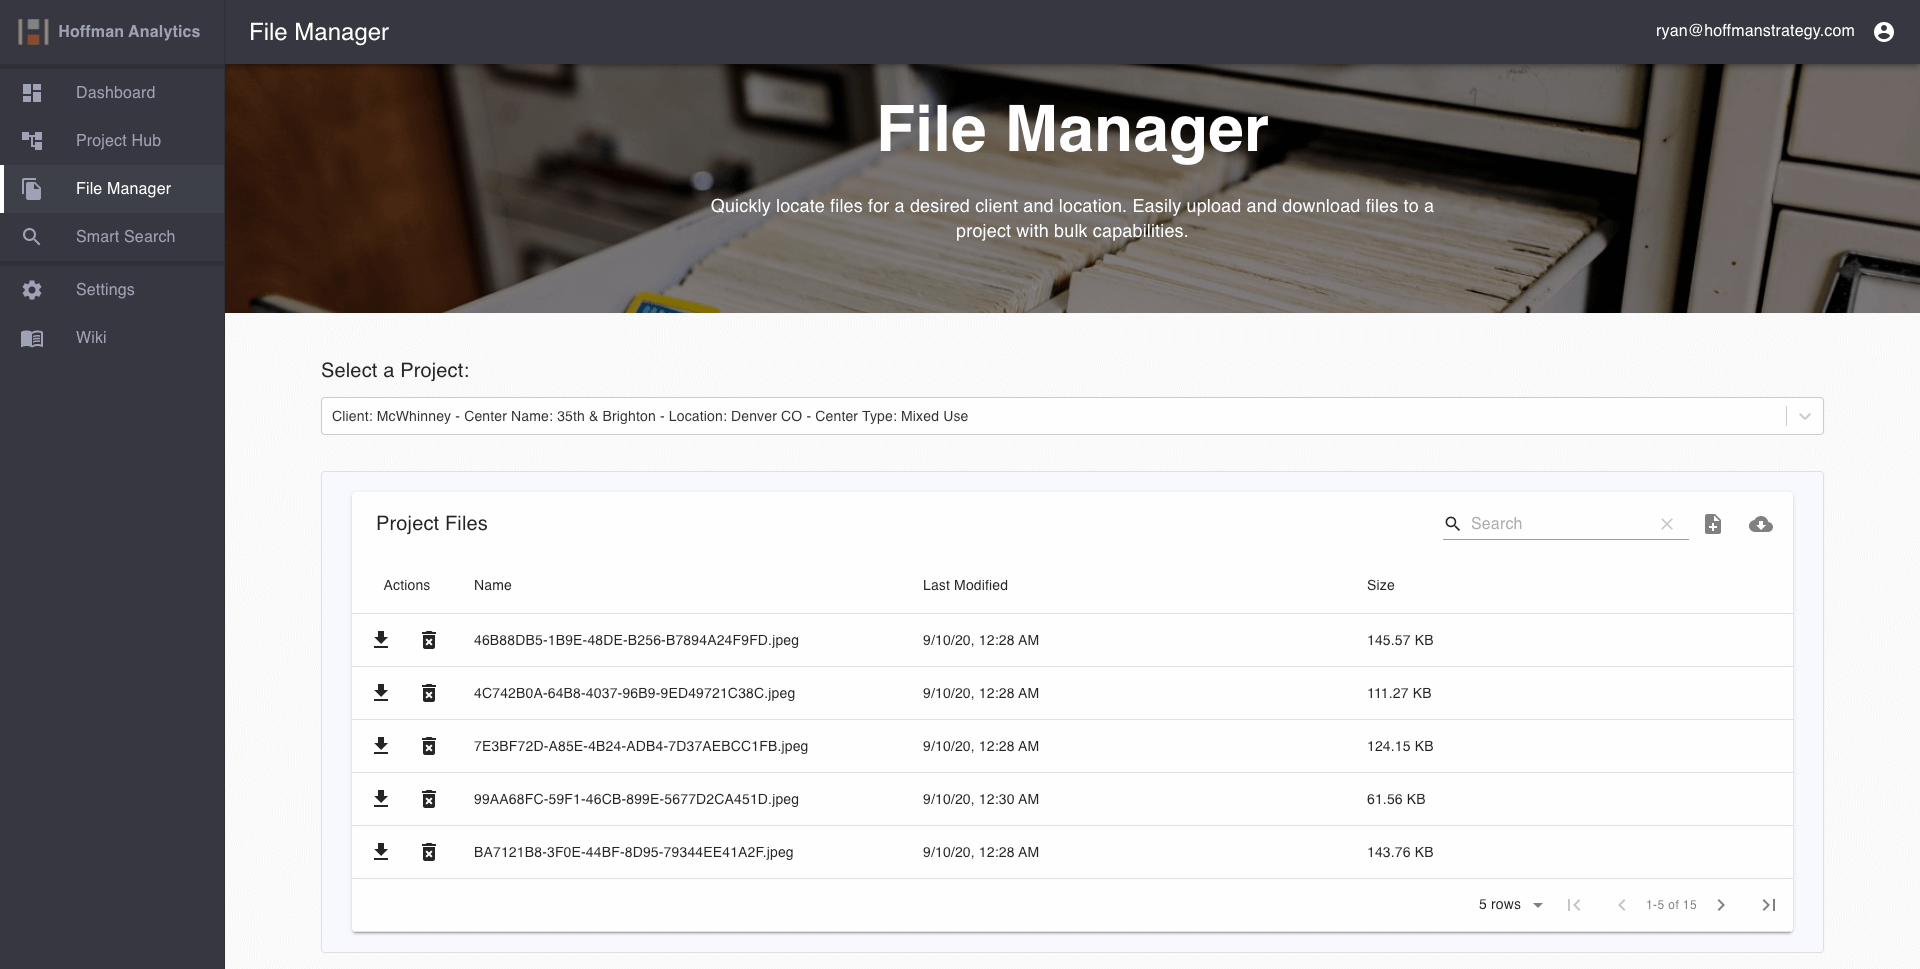 Hoffman Analytics
File Manager
ryan@hoffmanstrategy.com
Dashboard
Project Hub
File Manager
Smart Search
Settings
Wiki
File Manager
Quickly locate files for a desired client and location. Easily upload and download files to a
project with bulk capabilities.
Select a Project:
Client: McWhinney - Center Name: 35th & Brighton - Location: Denver CO - Center Type: Mixed Use
Project Files
Search
Actions Name Last Modified Size
46B88DB5-1B9E-48DE-B256-B7894A24F9FD.jpeg 9/10/20, 12:28 AM 145.57 KB
4C742B0A-64B8-4037-96B9-9ED49721C38C.jpeg 9/10/20, 12:28 AM 111.27 KB
7E3BF72D-A85E-4B24-ADB4-7D37AEBCC1FB.jpeg 9/10/20, 12:28 AM 124.15 KB
99AA68FC-59F1-46CB-899E-5677D2CA451D.jpeg 9/10/20, 12:30 AM 61.56 KB
BA7121B8-3F0E-44BF-8D95-79344EE41A2F.jpeg 9/10/20, 12:28 AM 143.76 KB
5 rows 1-5 of 15